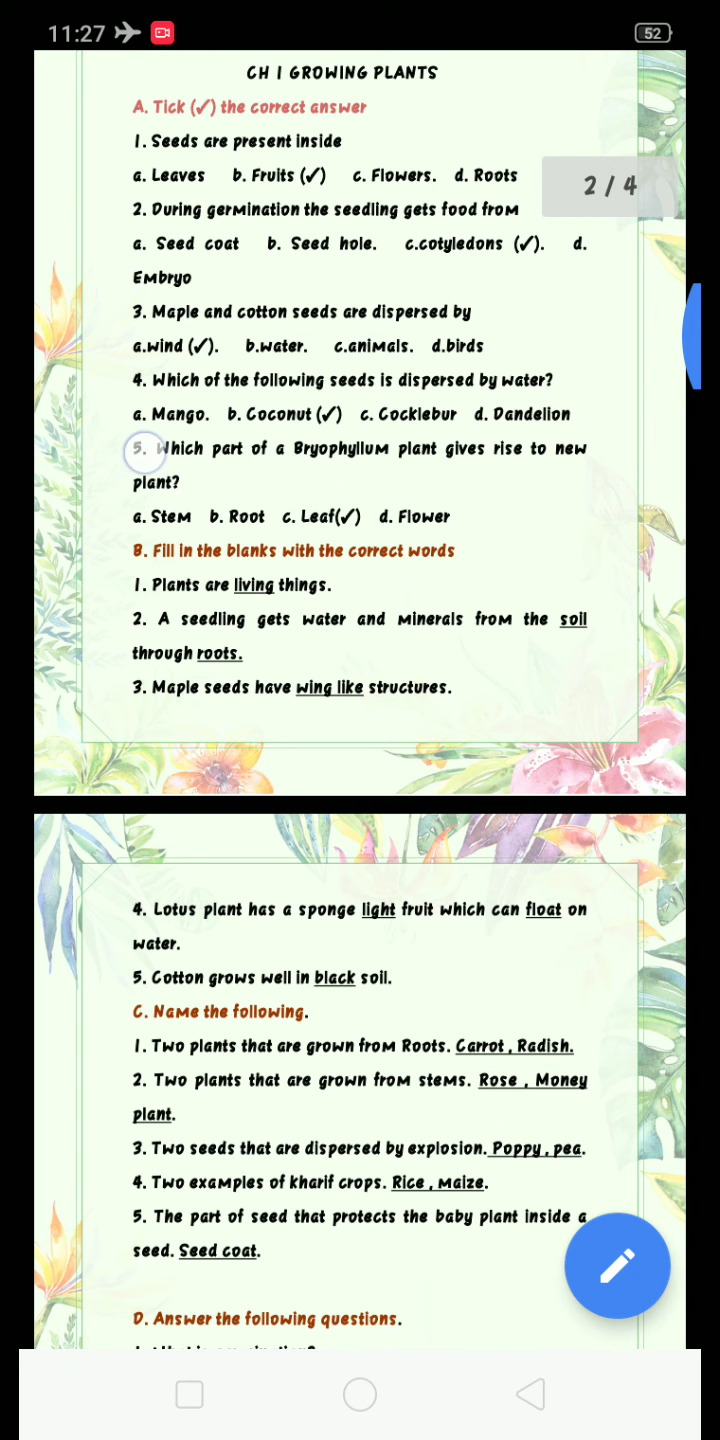 11:27
52
CH 1 GROWING PLANTS
A. Tick (✓) the correct answer
1. Seeds are present inside
a. Leaves b. Fruits (✓) c. Flowers. d. Roots
2 / 4
2. During germination the seedling gets food from
a. Seed coat b. Seed hole. c.cotyledons (✓). d.
Embryo
3. Maple and cotton seeds are dispersed by
a.wind (✓). b.water. c.animals. d.birds
4. Which of the following seeds is dispersed by water?
a. Mango. b. Coconut (✓) c. Cocklebur d. Dandelion
5. Which part of a Bryophyllum plant gives rise to new
plant?
a. Stem b. Root c. Leaf(✓) d. Flower
B. Fill in the blanks with the correct words
1. Plants are living things.
2. A seedling gets water and minerals from the soil
through roots.
3. Maple seeds have wing like structures.
4. Lotus plant has a sponge light fruit which can float on
water.
5. Cotton grows well in black soil.
C. Name the following.
1. Two plants that are grown from Roots. Carrot , Radish.
2. Two plants that are grown from stems. Rose , Money
plant.
3. Two seeds that are dispersed by explosion. Poppy , pea.
4. Two examples of kharif crops. Rice , maize.
5. The part of seed that protects the baby plant inside a
seed. Seed coat.
D. Answer the following questions.